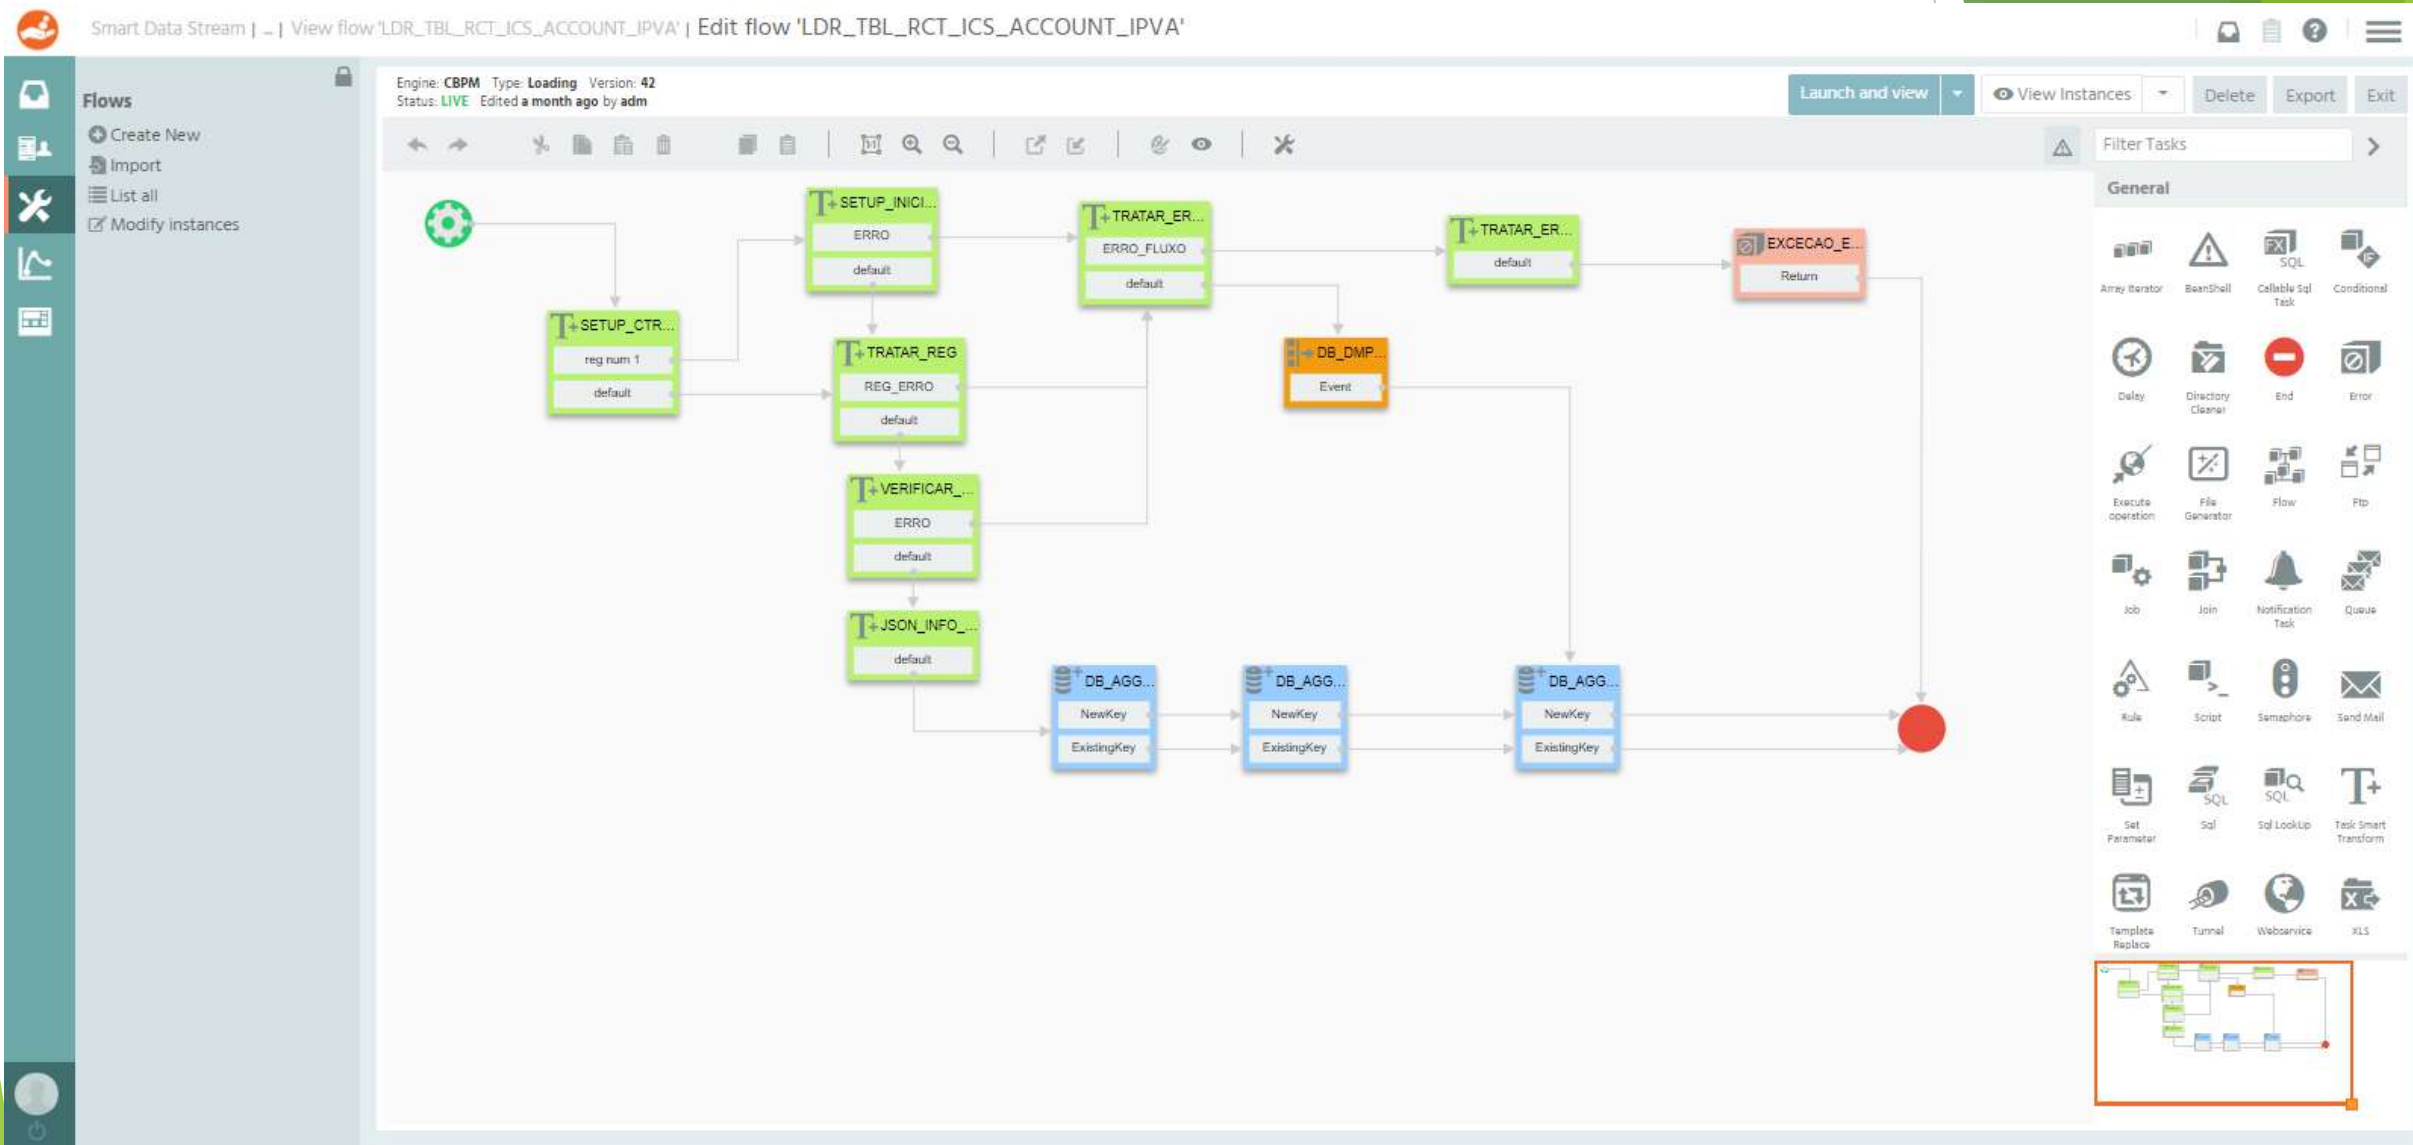 Smart Data Stream | ... | View flow 'LDR_TBL_RCT_ICS_ACCOUNT_IPVA' | Edit flow 'LDR_TBL_RCT_ICS_ACCOUNT_IPVA'
Flows
Create New
Import
List all
Modify instances
Engine: CBPM Type: Loading Version: 42
Status: LIVE Edited a month ago by adm
Launch and view
View Instances
Delete
Export
Exit
Filter Tasks
SETUP_INICI...
ERRO
default
TRATAR_ER...
ERRO_FLUXO
default
TRATAR_ER...
default
EXCECAO_E...
Return
SETUP_CTR...
reg num 1
default
TRATAR_REG
REG_ERRO
default
DB_DMP...
Event
VERIFICAR_...
ERRO
default
JSON_INFO_...
default
DB_AGG...
NewKey
ExistingKey
DB_AGG...
NewKey
ExistingKey
DB_AGG...
NewKey
ExistingKey
General
Array Iterator
BeanShell
Callable Sql
Task
Conditional
Delay
Directory
Cleaner
End
Error
Execute
operation
File
Generator
Flow
Ftp
Job
Join
Notification
Task
Queue
Rule
Script
Semaphore
Send Mail
Set
Parameter
Sql
Sql LookUp
Task Smart
Transform
Template
Replace
Tunnel
Webservice
XLS